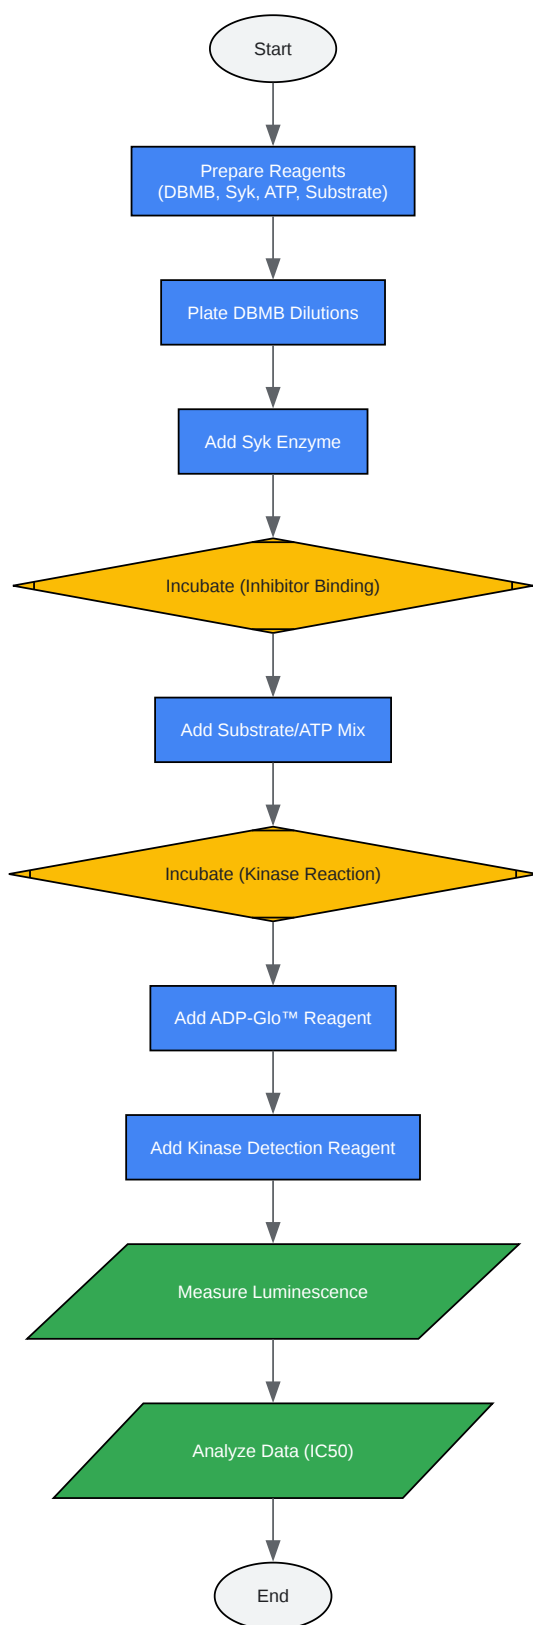 Start
Prepare Reagents
(DBMB, Syk, ATP, Substrate)
Plate DBMB Dilutions
Add Syk Enzyme
Incubate (Inhibitor Binding)
Add Substrate/ATP Mix
Incubate (Kinase Reaction)
Add ADP-Glo™ Reagent
Add Kinase Detection Reagent
Measure Luminescence
Analyze Data (IC50)
End